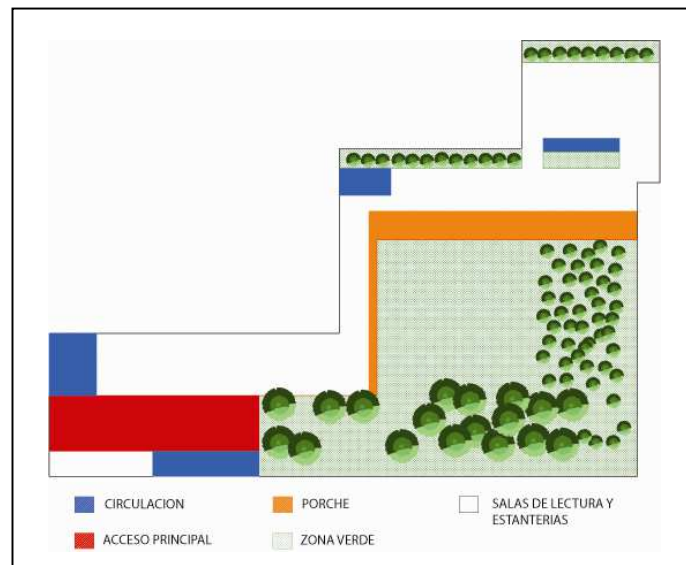 CIRCULACION
PORCHE
SALAS DE LECTURA Y
ESTANTERIAS
ACCESO PRINCIPAL
ZONA VERDE